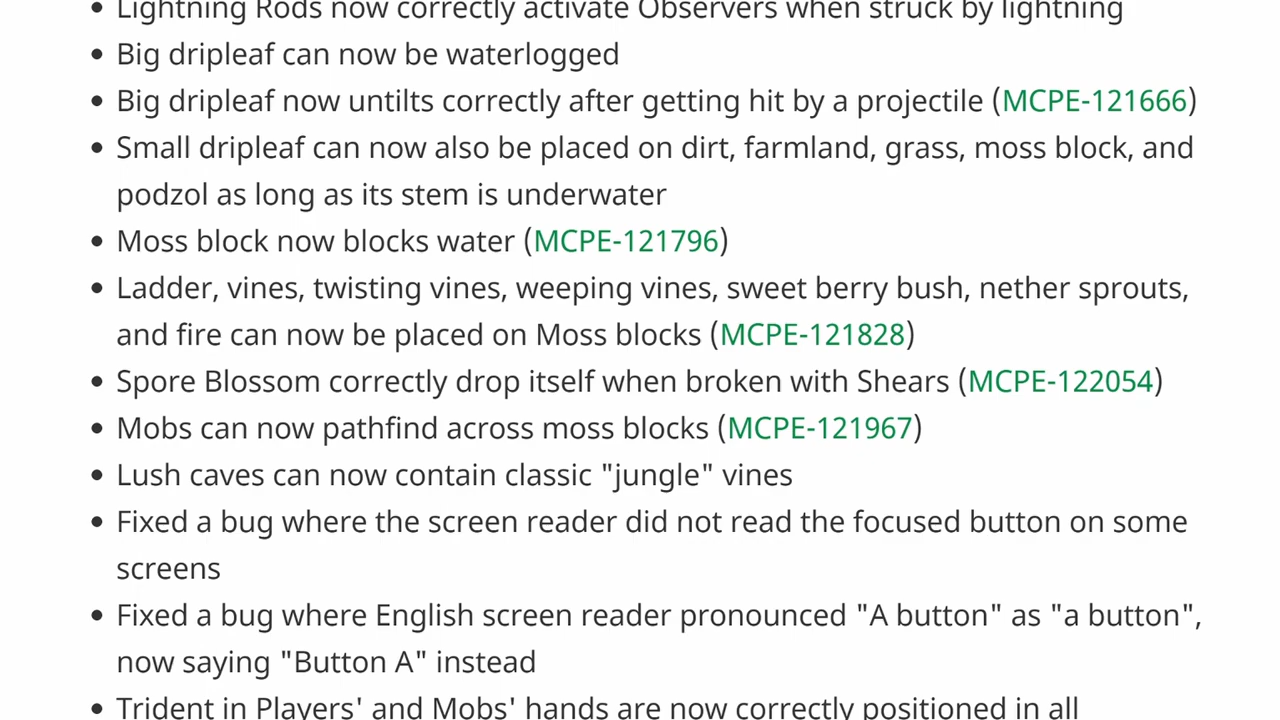 • Lightning Rods now correctly activate Observers when struck by lightning
• Big dripleaf can now be waterlogged
• Big dripleaf now untilts correctly after getting hit by a projectile (MCPE-121666)
• Small dripleaf can now also be placed on dirt, farmland, grass, moss block, and
podzol as long as its stem is underwater
• Moss block now blocks water (MCPE-121796)
• Ladder, vines, twisting vines, weeping vines, sweet berry bush, nether sprouts,
and fire can now be placed on Moss blocks (MCPE-121828)
• Spore Blossom correctly drop itself when broken with Shears (MCPE-122054)
• Mobs can now pathfind across moss blocks (MCPE-121967)
• Lush caves can now contain classic "jungle" vines
• Fixed a bug where the screen reader did not read the focused button on some
screens
• Fixed a bug where English screen reader pronounced "A button" as "a button",
now saying "Button A" instead
• Trident in Players' and Mobs' hands are now correctly positioned in all